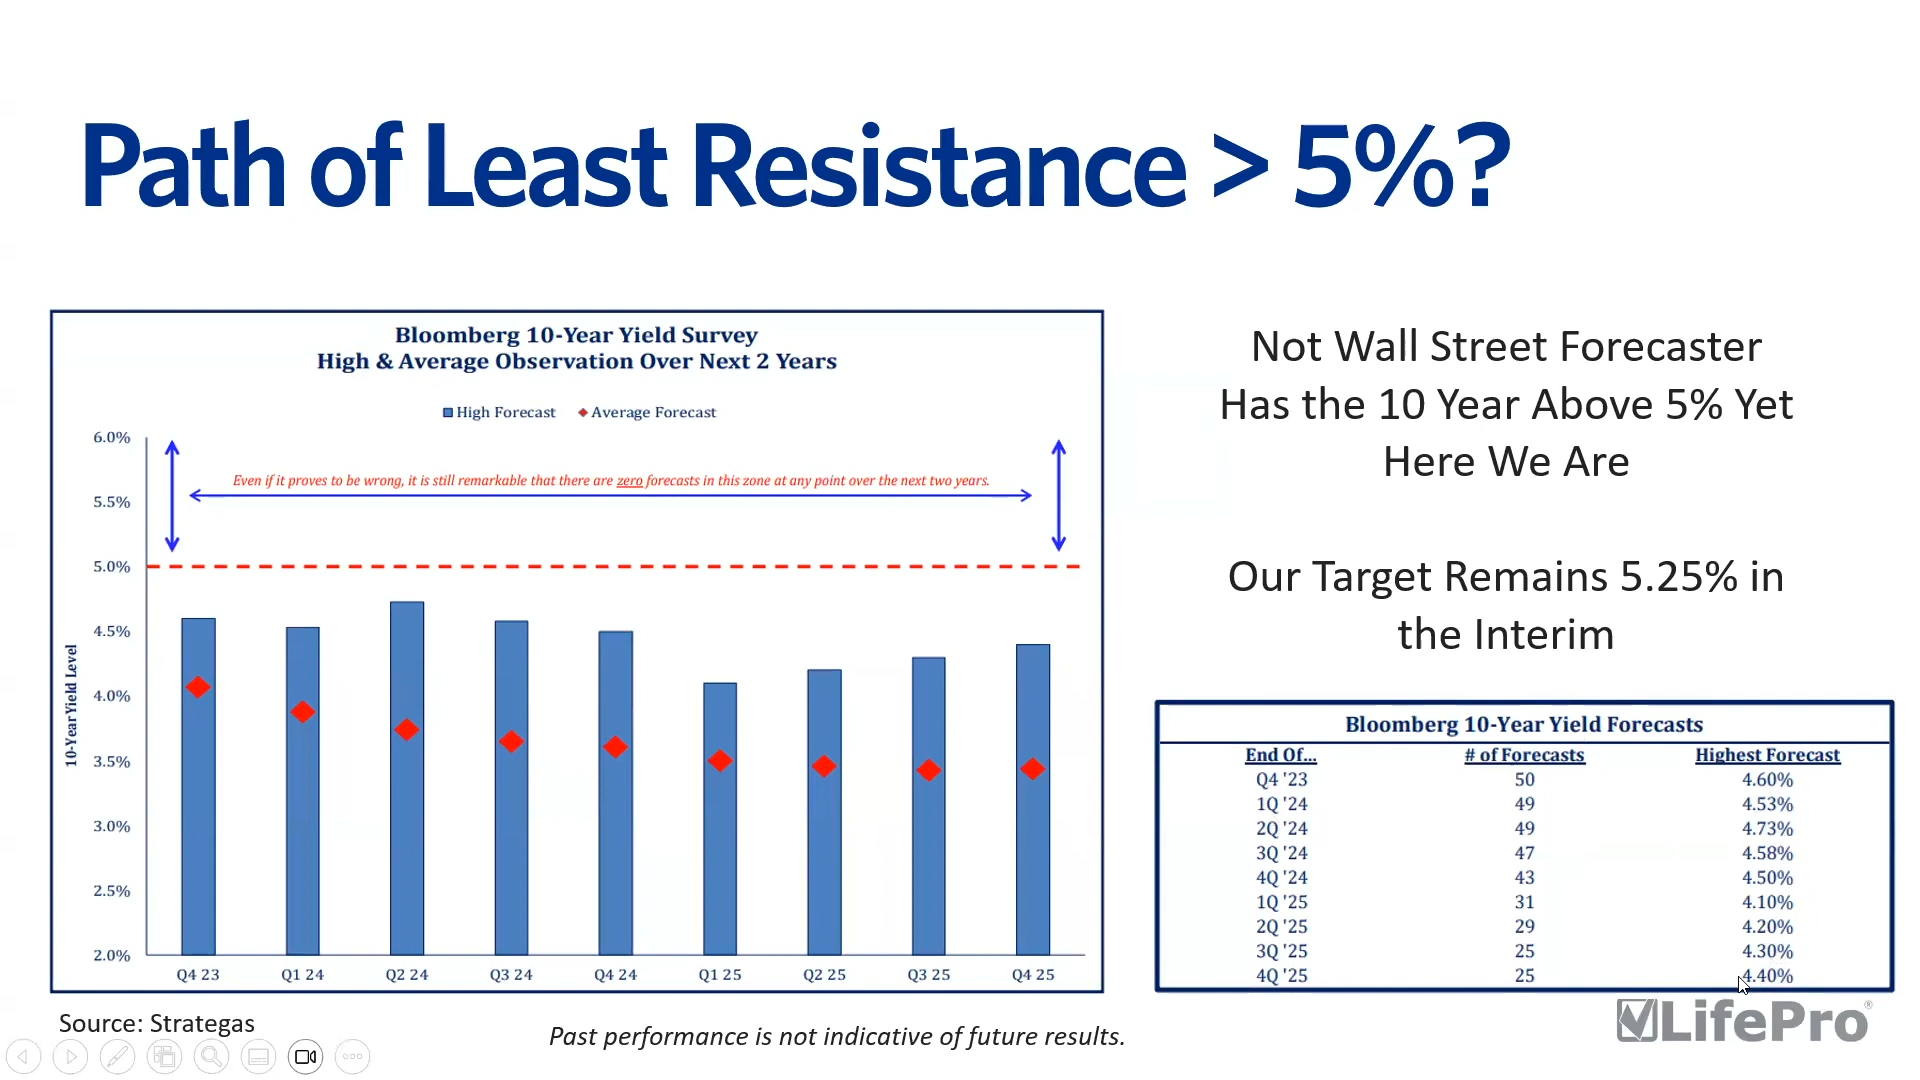 Path of Least Resistance > 5%?
Bloomberg 10-Year Yield Survey
High & Average Observation Over Next 2 Years
High Forecast
Average Forecast
6.0%
Even if it proves to be wrong, it is still remarkable that there are zero forecasts in this zone at any point over the next two years.
5.5%
5.0%
4.5%
4.0%
3.5%
3.0%
2.5%
2.0%
10-Year Yield Level
Q4 23
Q1 24
Q2 24
Q3 24
Q4 24
Q1 25
Q2 25
Q3 25
Q4 25
Not Wall Street Forecaster
Has the 10 Year Above 5% Yet
Here We Are
Our Target Remains 5.25% in
the Interim
Bloomberg 10-Year Yield Forecasts
End Of... # of Forecasts Highest Forecast
Q4 '23 50 4.60%
1Q '24 49 4.53%
2Q '24 49 4.73%
3Q '24 47 4.58%
4Q '24 43 4.50%
1Q '25 31 4.10%
2Q '25 29 4.20%
3Q '25 25 4.30%
4Q '25 25 4.40%
Source: Strategas
Past performance is not indicative of future results.
LifePro®